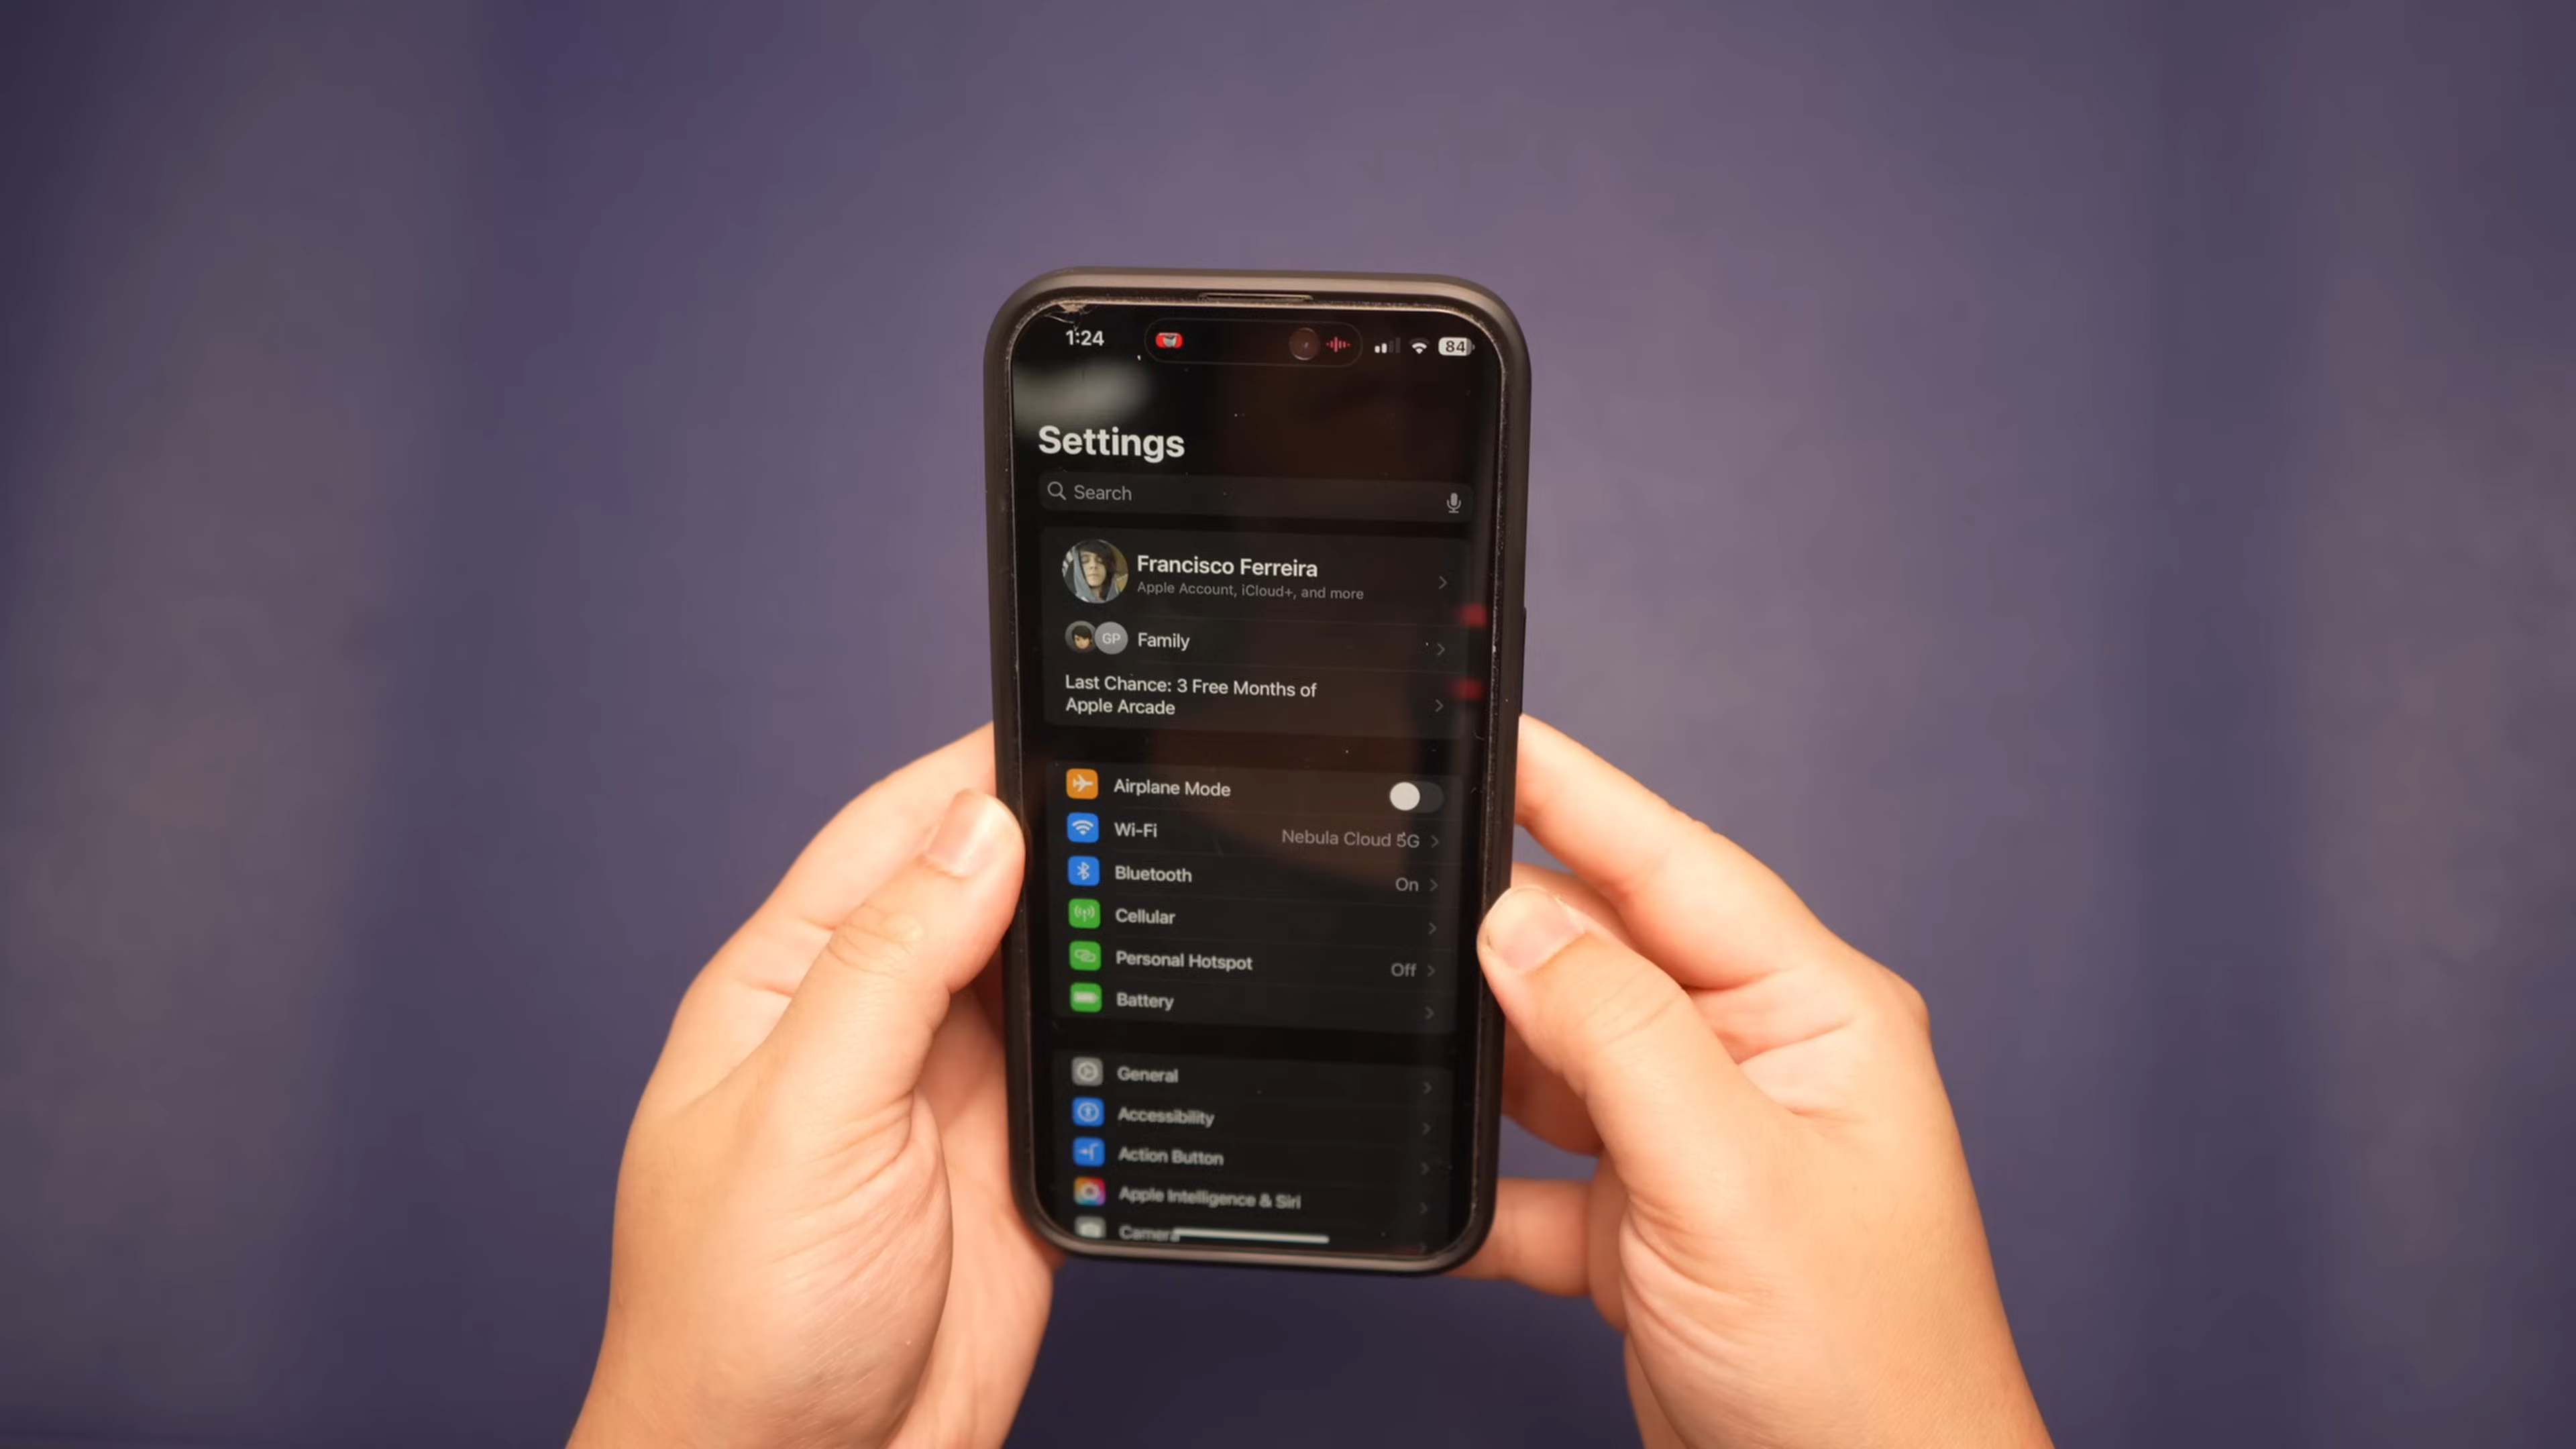 1:24
84
Settings
Search
Francisco Ferreira
Apple Account, iCloud+, and more
GP
Family
Last Chance: 3 Free Months of
Apple Arcade
Airplane Mode
Wi-Fi
Nebula Cloud 5G
Bluetooth
On
Cellular
Personal Hotspot
Off
Battery
General
Accessibility
Action Button
Apple Intelligence & Siri
Camera